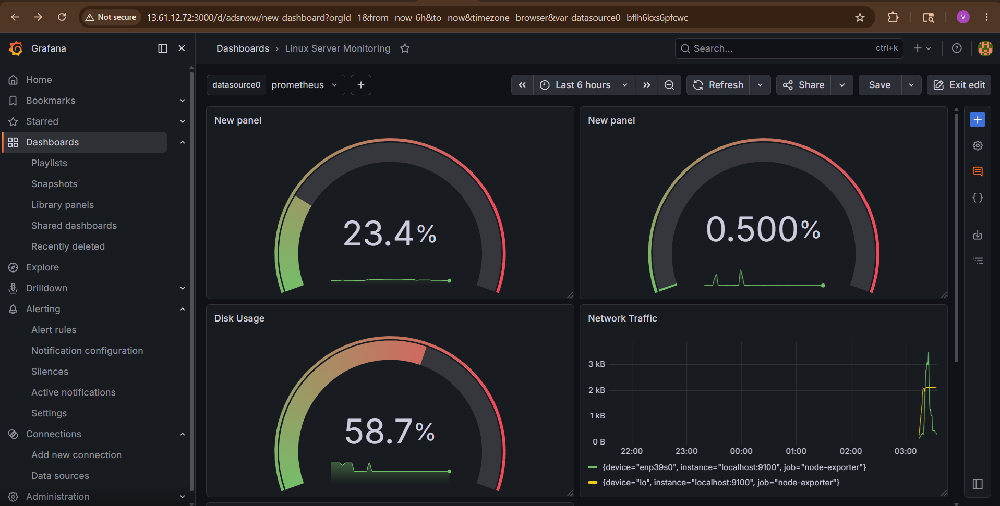 Not secure
13.61.12.72:3000/d/adsrvxw/new-dashboard?orgId=1&from=now-6h&to=now&timezone=browser&var-datasource0=bflh6kxs6pfcwc
V
Grafana
Dashboards › Linux Server Monitoring
Search...
ctrl+k
Home
Bookmarks
Starred
Dashboards
Playlists
Snapshots
Library panels
Shared dashboards
Recently deleted
Explore
Drilldown
Alerting
Alert rules
Notification configuration
Silences
Active notifications
Settings
Connections
Add new connection
Data sources
Administration
datasource0
prometheus
Last 6 hours
Refresh
Share
Save
Exit edit
New panel
23.4%
New panel
0.500%
Disk Usage
58.7%
Network Traffic
3 kB
2 kB
1 kB
0 B
22:00 23:00 00:00 01:00 02:00 03:00
{device="enp39s0", instance="localhost:9100", job="node-exporter"}
{device="lo", instance="localhost:9100", job="node-exporter"}